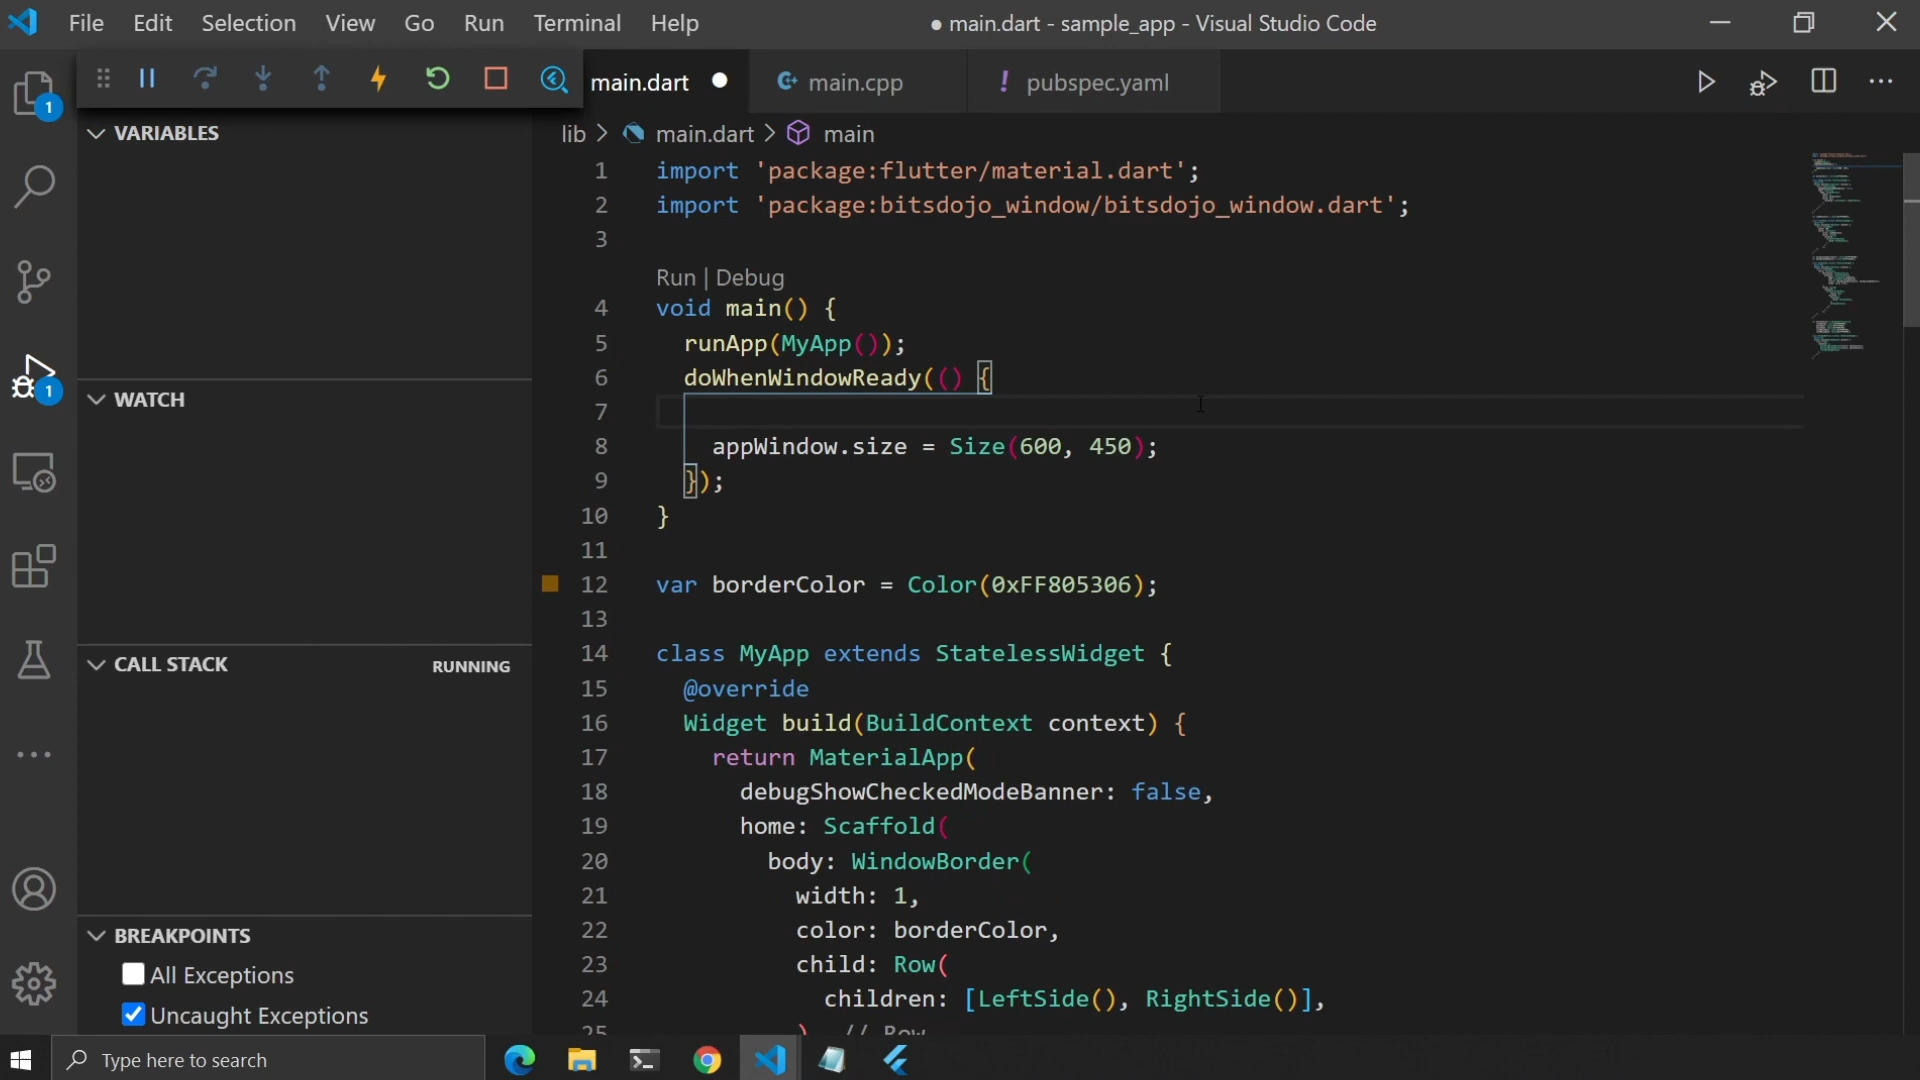 File Edit Selection View Go Run Terminal Help
● main.dart - sample_app - Visual Studio Code
main.dart ●
main.cpp
! pubspec.yaml
1
1
VARIABLES
WATCH
CALL STACK
RUNNING
BREAKPOINTS
All Exceptions
Uncaught Exceptions
lib > main.dart > main
1 import 'package:flutter/material.dart';
2 import 'package:bitsdojo_window/bitsdojo_window.dart';
3
Run | Debug
4 void main() {
5 runApp(MyApp());
6 doWhenWindowReady(() {
7
8 appWindow.size = Size(600, 450);
9 });
10 }
11
12 var borderColor = Color(0xFF805306);
13
14 class MyApp extends StatelessWidget {
15 @override
16 Widget build(BuildContext context) {
17 return MaterialApp(
18 debugShowCheckedModeBanner: false,
19 home: Scaffold(
20 body: WindowBorder(
21 width: 1,
22 color: borderColor,
23 child: Row(
24 children: [LeftSide(), RightSide()],
25 ) // Row
Type here to search